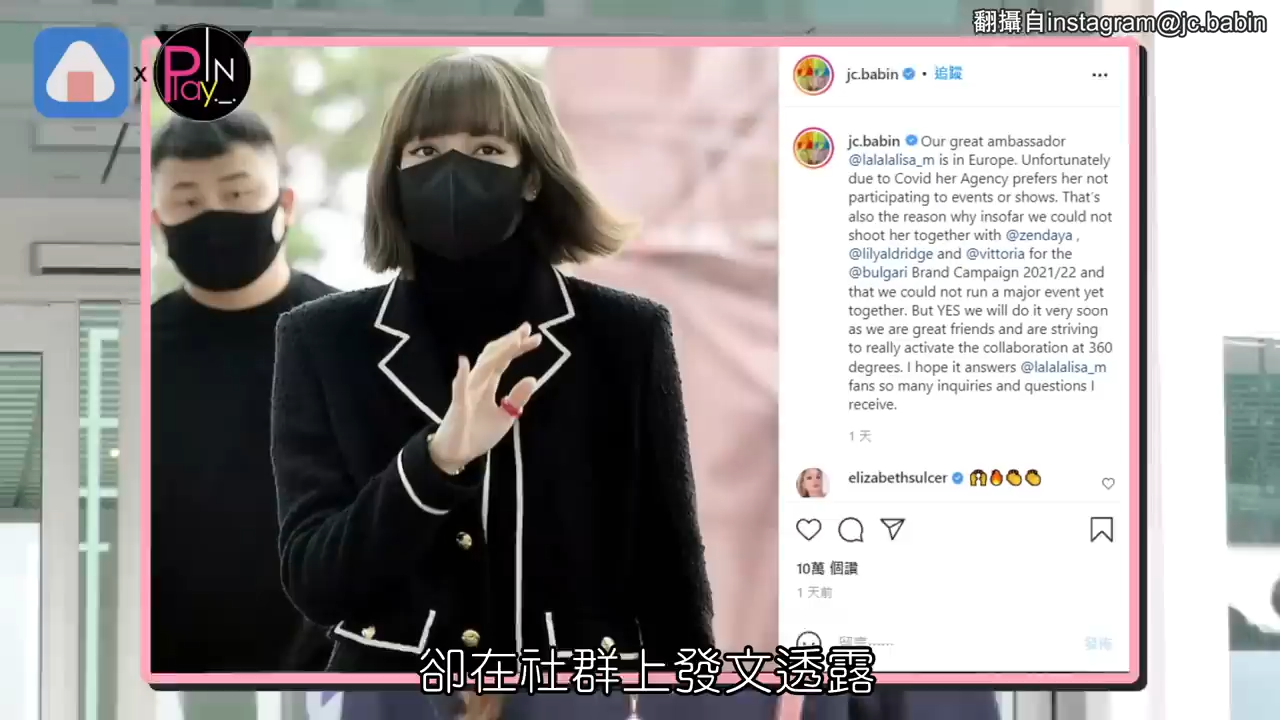 翻攝自instagram@jc.babin
x
PlayIN._.
jc.babin • 追蹤
jc.babin Our great ambassador
@lalalalisa_m is in Europe. Unfortunately
due to Covid her Agency prefers her not
participating to events or shows. That's
also the reason why insofar we could not
shoot her together with @zendaya ,
@lilyaldridge and @vittoria for the
@bulgari Brand Campaign 2021/22 and
that we could not run a major event yet
together. But YES we will do it very soon
as we are great friends and are striving
to really activate the collaboration at 360
degrees. I hope it answers @lalalalisa_m
fans so many inquiries and questions I
receive.
1 天
elizabethsulcer
10萬 個讚
1 天前
留言......
發佈
卻在社群上發文透露